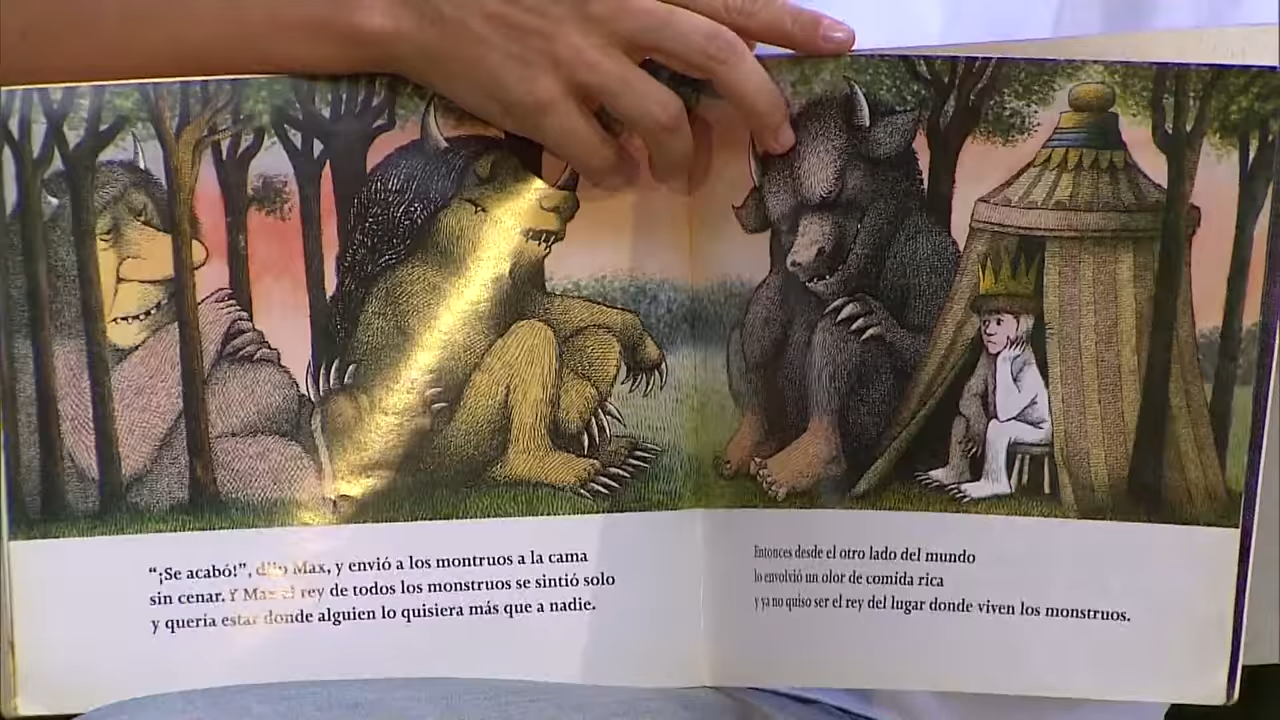 “¡Se acabó!”, dijo Max, y envió a los montruos a la cama
sin cenar. Y Max el rey de todos los monstruos se sintió solo
y quería estar donde alguien lo quisiera más que a nadie.
Entonces desde el otro lado del mundo
lo envolvió un olor de comida rica
y ya no quiso ser el rey del lugar donde viven los monstruos.